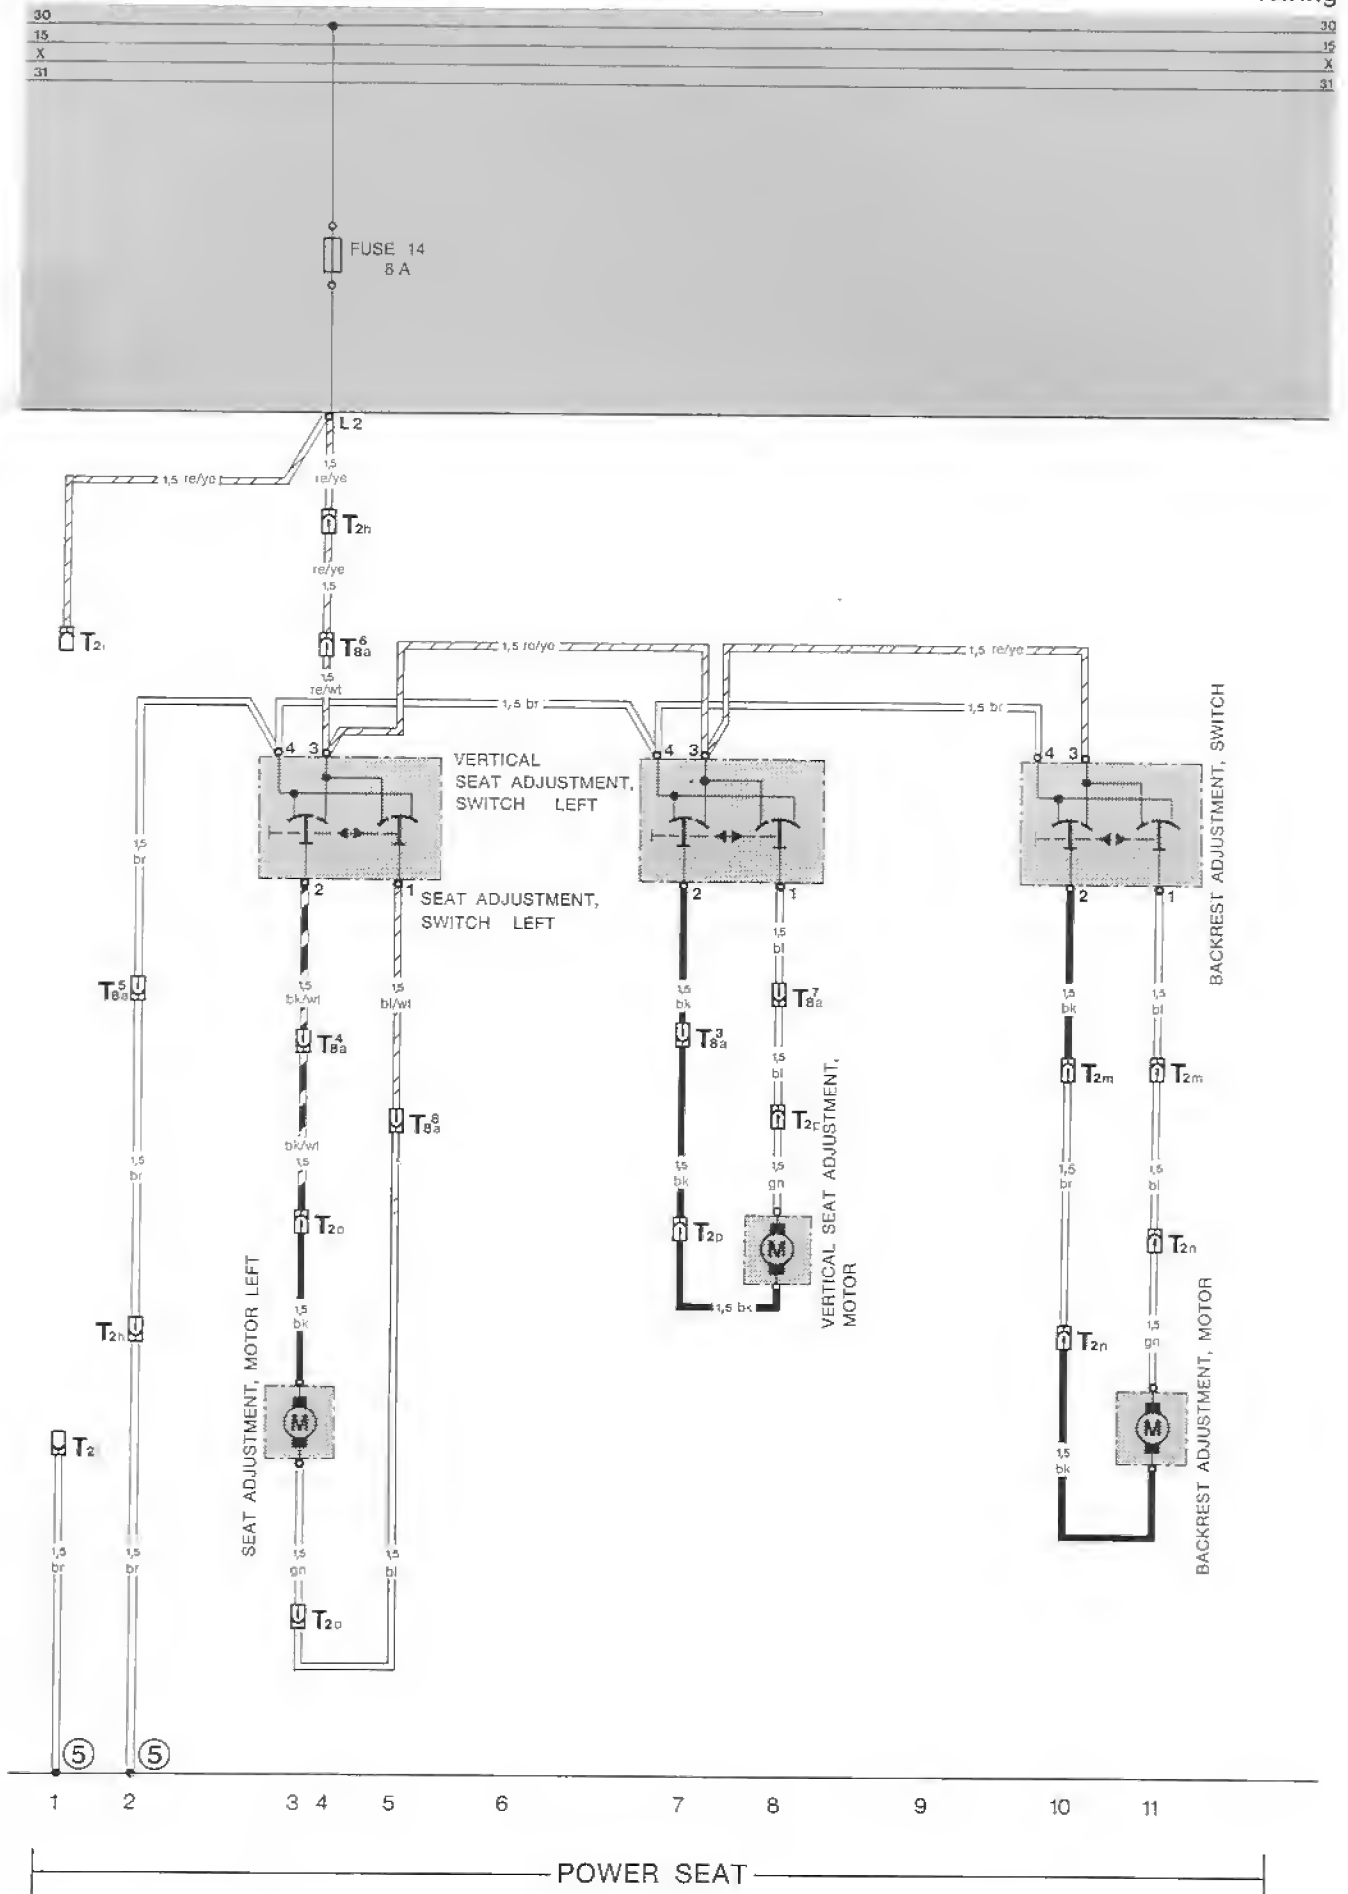 30 30
15 15
X X
31 31
FUSE 14
8 A
L2
1,5 re/ye
1,5
re/ye
T2h
re/ye
1,5
T2i
T8a 6
1,5
re/wt
1,5 re/ye
1,5 re/ye
1,5 br
1,5 br
4 3
4 3
4 3
VERTICAL
SEAT ADJUSTMENT,
SWITCH LEFT
BACKREST ADJUSTMENT, SWITCH
1,5
br
2 1
2 1
2 1
SEAT ADJUSTMENT,
SWITCH LEFT
1,5
bl
T8a 5
1,5
bk/wt
1,5
bl/wt
1,5
bk
T8a 7
1,5
bk
1,5
bl
T8a 4
T8a 3
1,5
bl
T2m
T2m
T8a 8
T2p
bk/wt
1,5
1,5
br
1,5
bk
1,5
gn
1,5
br
1,5
bl
T2o
T2p
M
T2n
VERTICAL SEAT ADJUSTMENT,
MOTOR
1,5 bk
T2h
1,5
bk
SEAT ADJUSTMENT, MOTOR LEFT
T2n
1,5
gn
M
M
BACKREST ADJUSTMENT, MOTOR
T2
1,5
bk
1,5
br
1,5
br
1,5
gn
1,5
bl
T2o
5 5
1 2 3 4 5 6 7 8 9 10 11
POWER SEAT